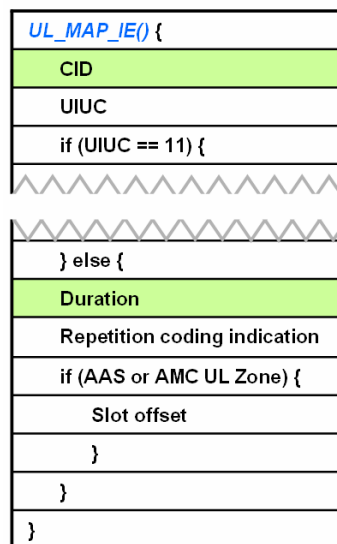 UL_MAP_IE() {
CID
UIUC
if (UIUC == 11) {
} else {
Duration
Repetition coding indication
if (AAS or AMC UL Zone) {
Slot offset
}
}
}